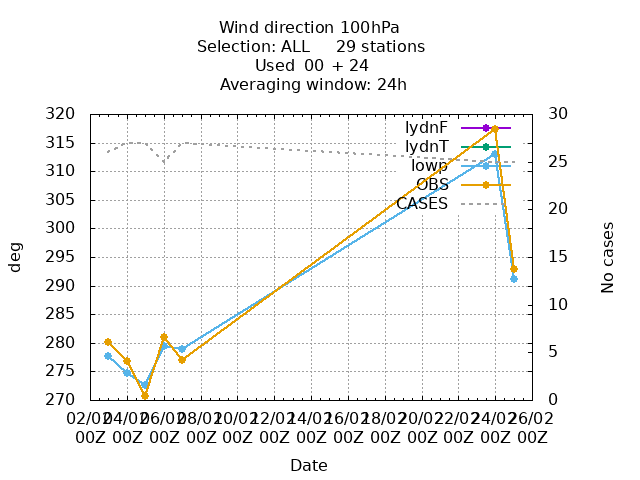 Wind direction 100hPa
Selection: ALL 29 stations
Used 00 + 24
Averaging window: 24h
320
315
310
305
300
295
290
285
280
275
270
deg
30
25
20
15
10
5
0
No cases
lydnF
lydnT
lowp
OBS
CASES
02/02 04/02 06/02 08/02 10/02 12/02 14/02 16/02 18/02 20/02 22/02 24/02 26/02
00Z 00Z 00Z 00Z 00Z 00Z 00Z 00Z 00Z 00Z 00Z 00Z 00Z
Date